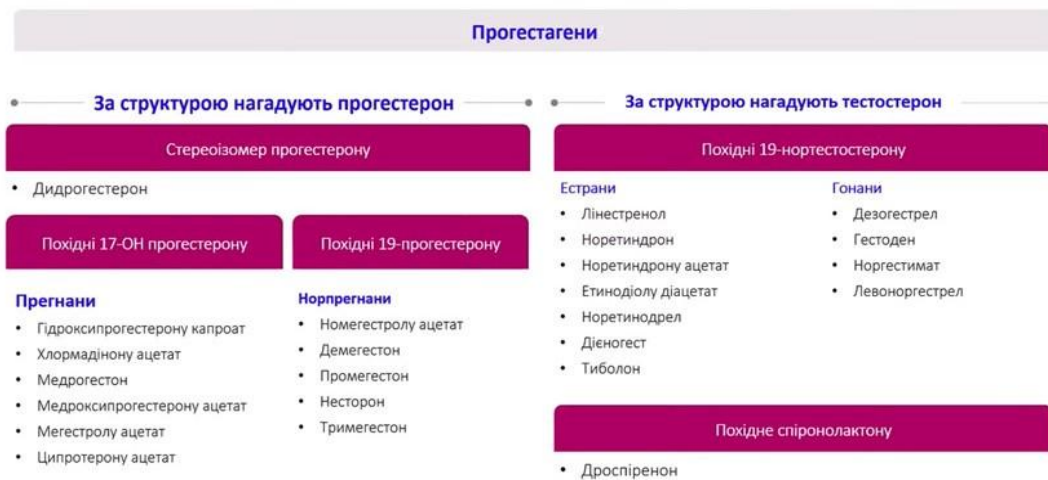 Прогестагени
За структурою нагадують прогестерон
Стереоізомер прогестерону
• Дидрогестерон
Похідні 17-ОН прогестерону
Прегнани
• Гідроксипрогестерону капроат
• Хлормадінону ацетат
• Медрогестон
• Медроксипрогестерону ацетат
• Мегестролу ацетат
• Ципротерону ацетат
Похідні 19-прогестерону
Норпрегнани
• Номегестролу ацетат
• Демегестон
• Промегестон
• Несторон
• Тримегестон
За структурою нагадують тестостерон
Похідні 19-нортестостерону
Естрани
• Лінестренол
• Норетиндрон
• Норетиндрону ацетат
• Етинодіолу діацетат
• Норетинодрел
• Дієногест
• Тиболон
Гонани
• Дезогестрел
• Гестоден
• Норгестимат
• Левоноргестрел
Похідне спіронолактону
• Дроспіренон